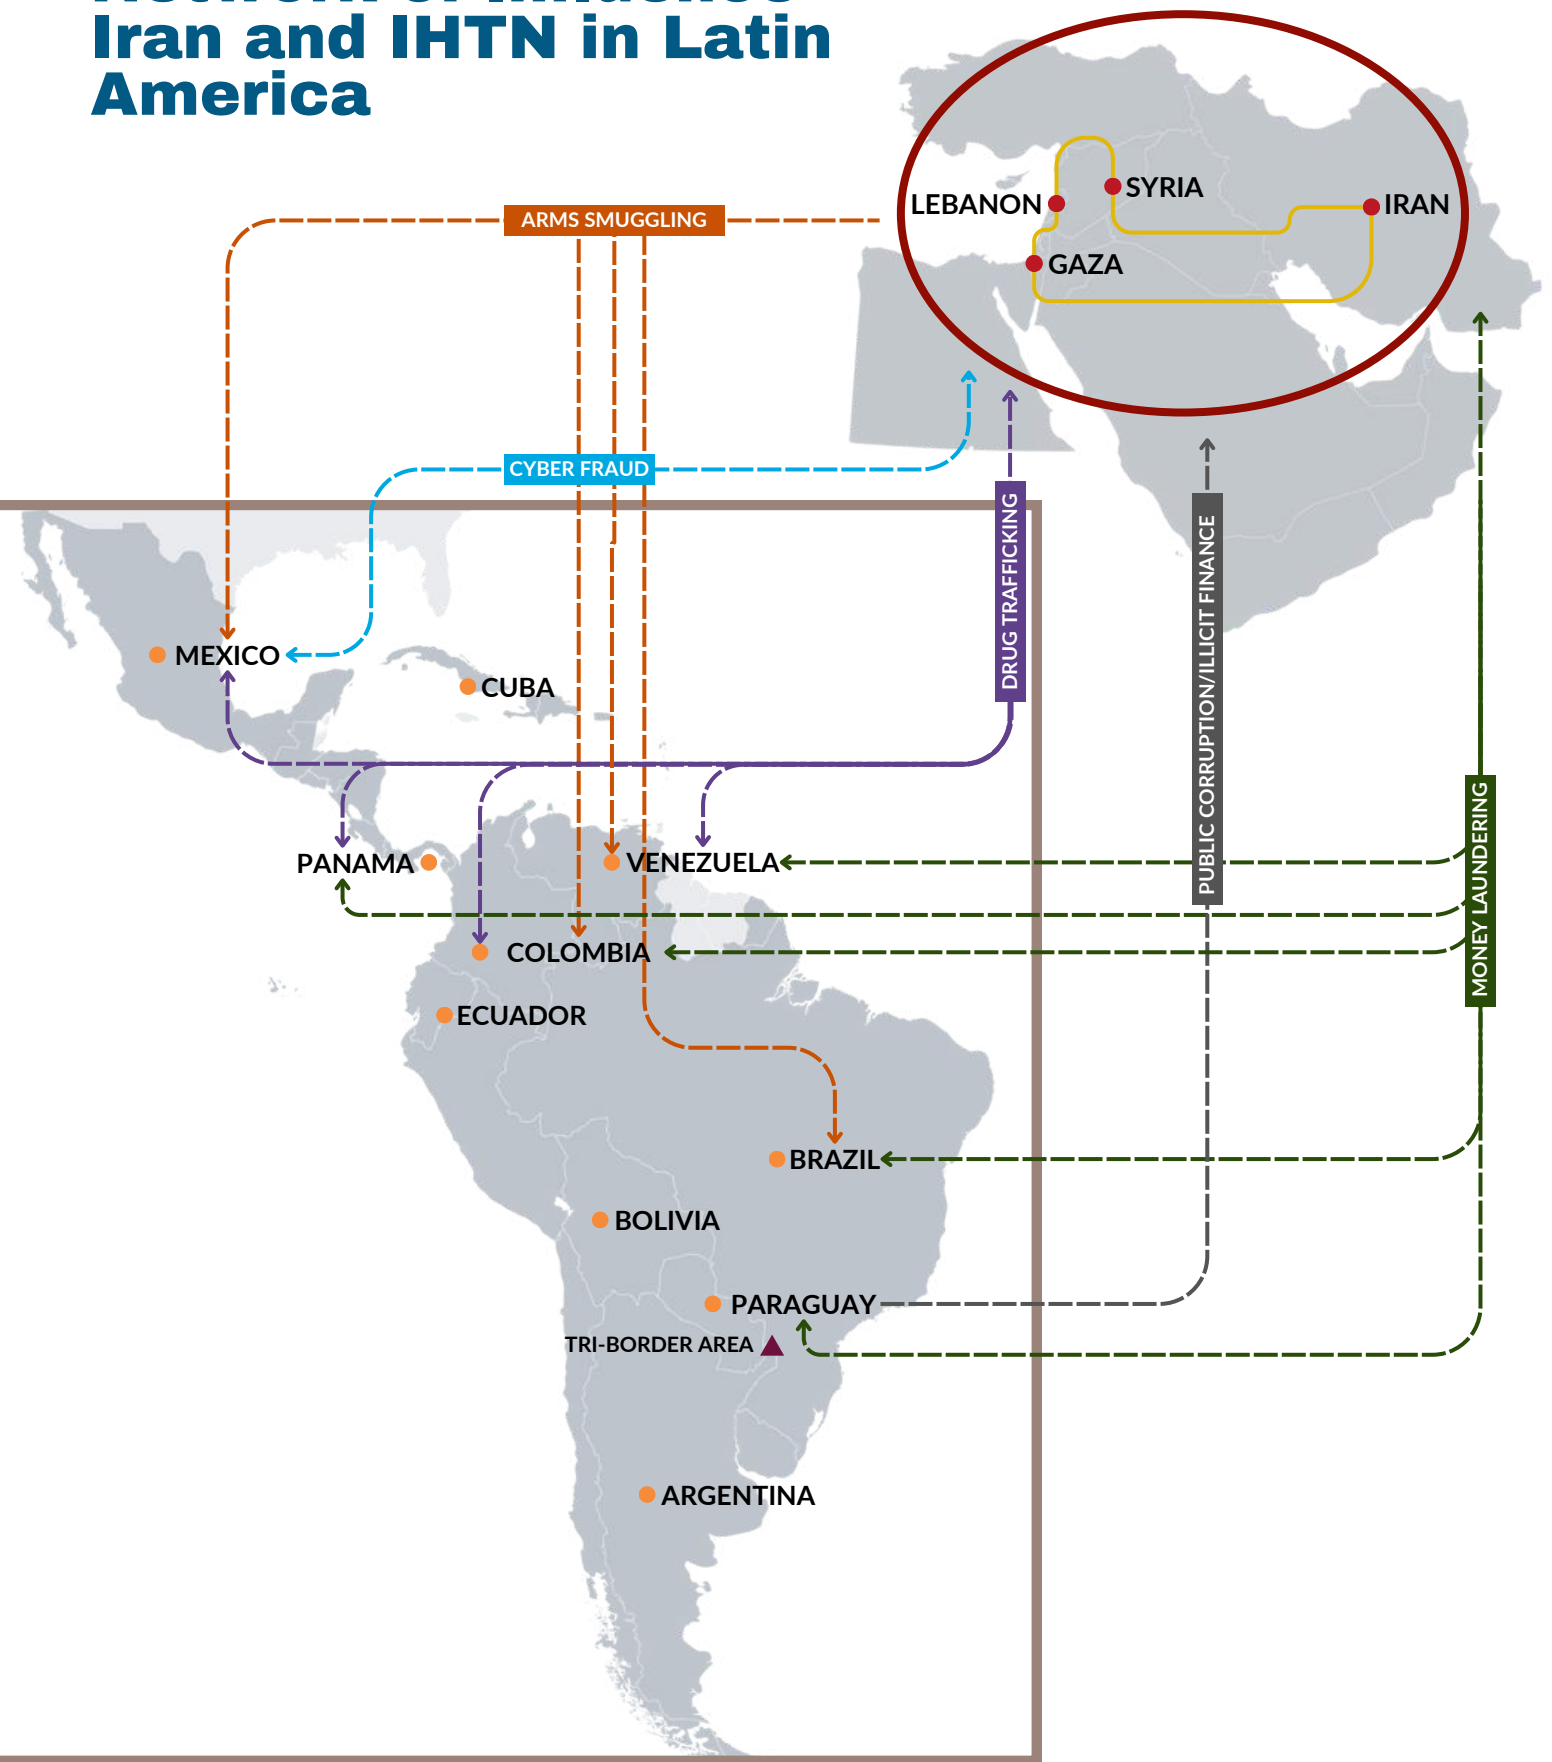 Iran and IHTN in Latin
America
ARMS SMUGGLING
LEBANON
SYRIA
IRAN
GAZA
CYBER FRAUD
DRUG TRAFFICKING
PUBLIC CORRUPTION/ILLICIT FINANCE
MONEY LAUNDERING
MEXICO
CUBA
PANAMA
VENEZUELA
COLOMBIA
ECUADOR
BRAZIL
BOLIVIA
PARAGUAY
TRI-BORDER AREA
ARGENTINA